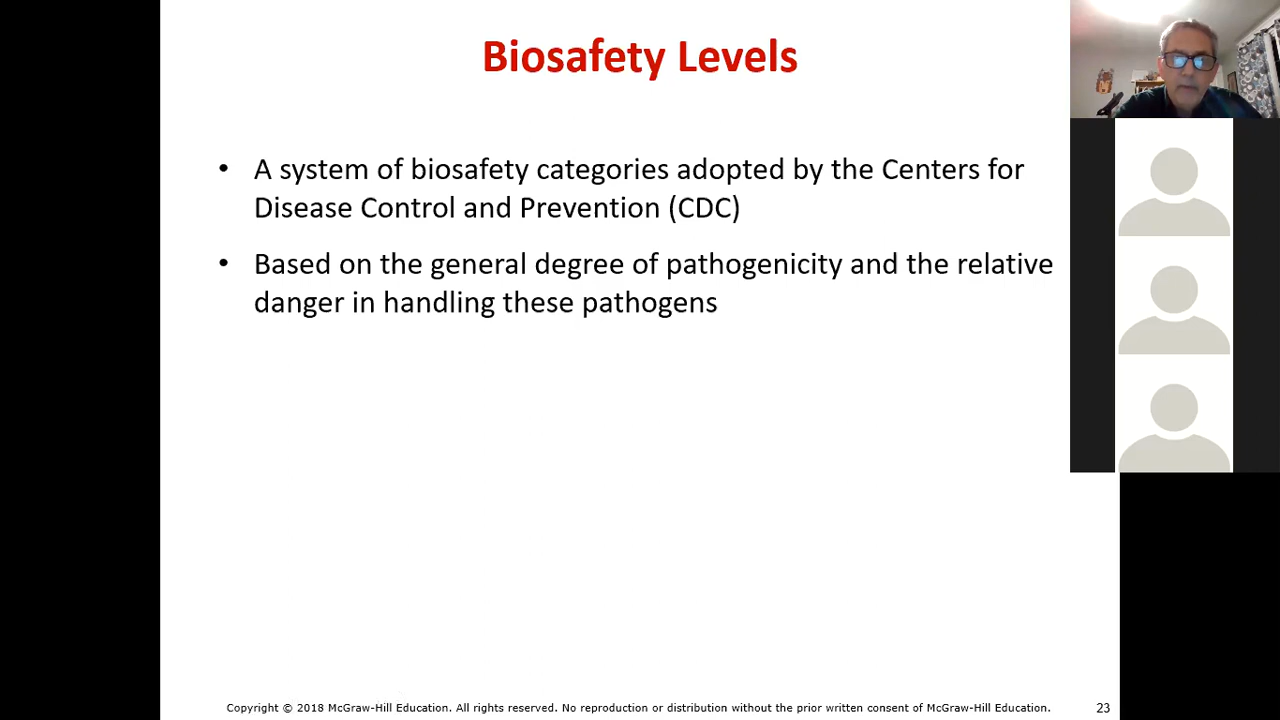 Biosafety Levels
• A system of biosafety categories adopted by the Centers for
Disease Control and Prevention (CDC)
• Based on the general degree of pathogenicity and the relative
danger in handling these pathogens
Copyright © 2018 McGraw-Hill Education. All rights reserved. No reproduction or distribution without the prior written consent of McGraw-Hill Education.
23